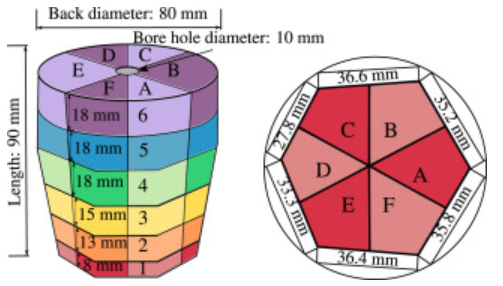 Back diameter: 80 mm
Bore hole diameter: 10 mm
Length: 90 mm
D C
E B
F A
18 mm 6
18 mm 5
18 mm 4
15 mm 3
13 mm 2
8 mm 1
36.6 mm
27.8 mm
35.2 mm
C B
D A
E F
33.3 mm
35.8 mm
36.4 mm